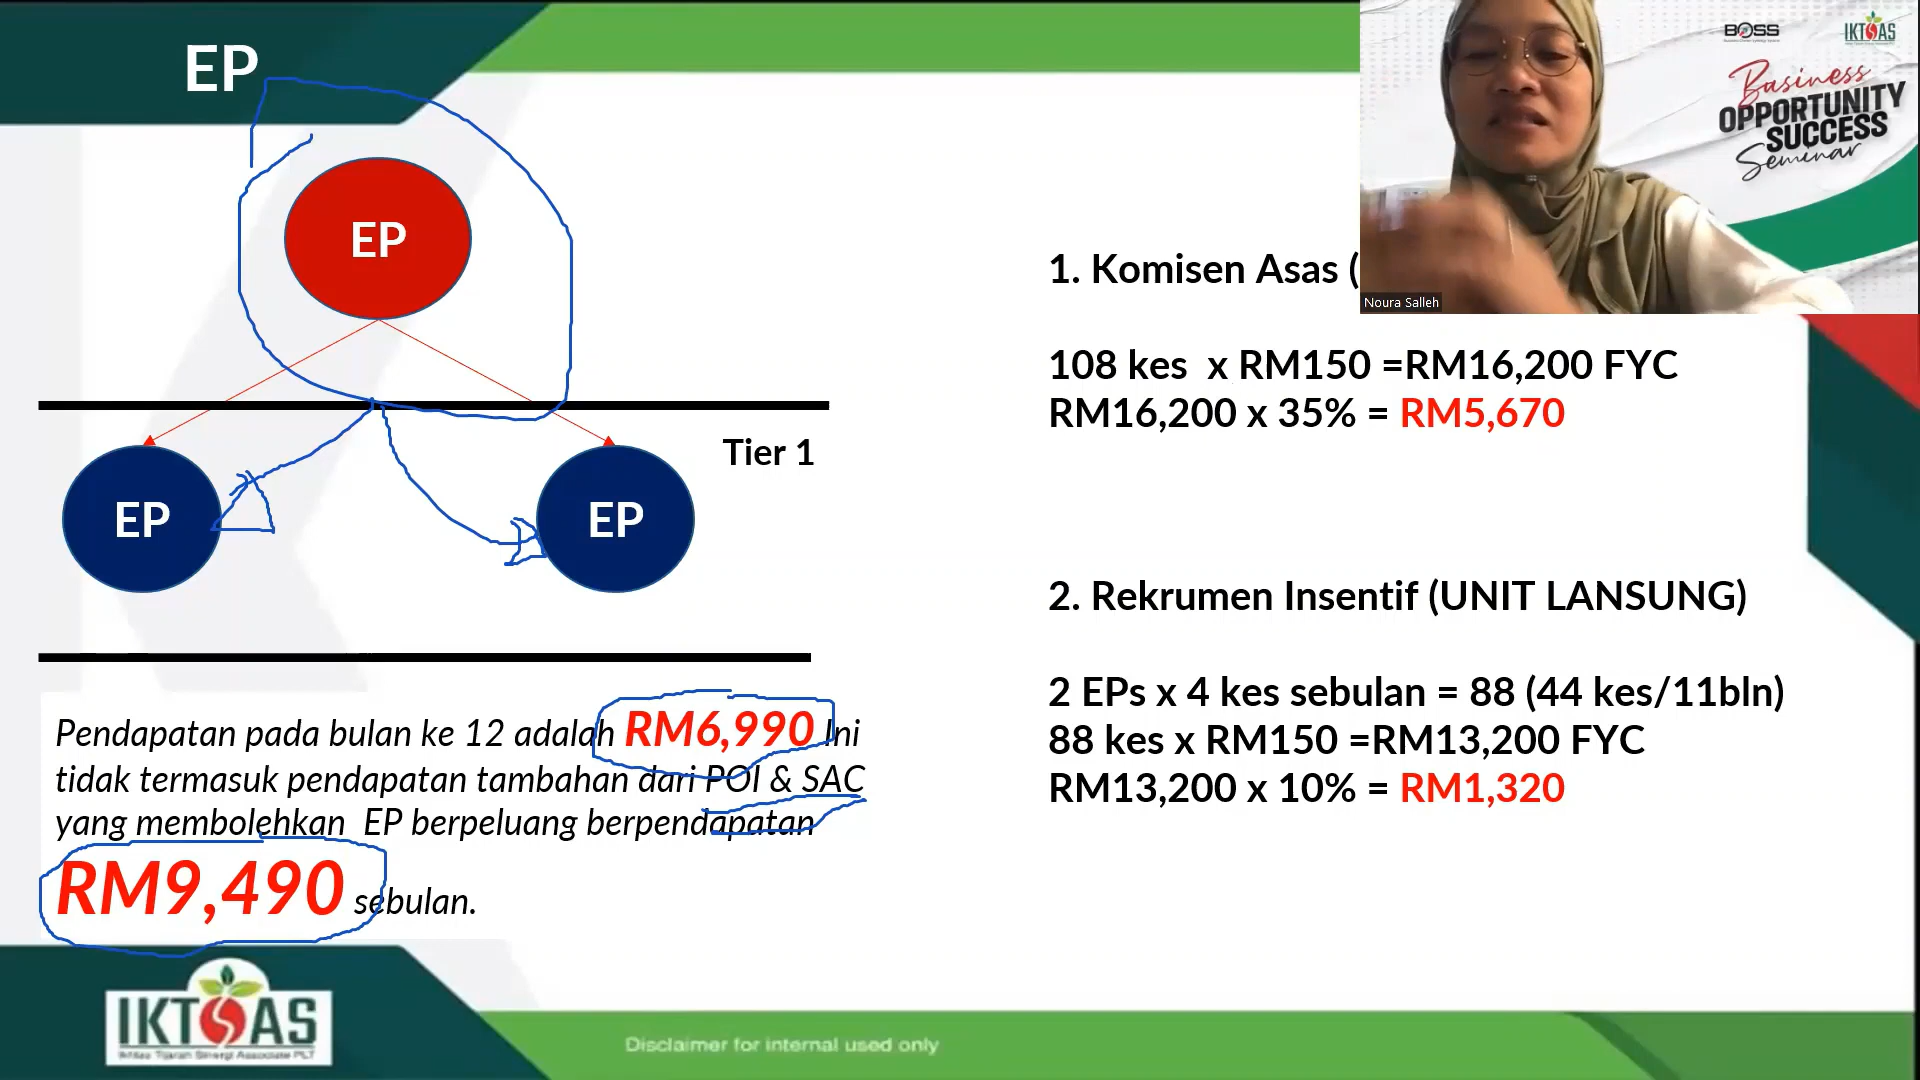 EP
EP
EP
EP
Tier 1
Pendapatan pada bulan ke 12 adalah RM6,990 Ini
tidak termasuk pendapatan tambahan dari POI & SAC
yang membolehkan EP berpeluang berpendapatan
RM9,490 sebulan.
1. Komisen Asas (
108 kes x RM150 =RM16,200 FYC
RM16,200 x 35% = RM5,670
2. Rekrumen Insentif (UNIT LANSUNG)
2 EPs x 4 kes sebulan = 88 (44 kes/11bln)
88 kes x RM150 =RM13,200 FYC
RM13,200 x 10% = RM1,320
BOSS
IKTSAS
Business
OPPORTUNITY
SUCCESS
Seminar
Noura Salleh
IKTSAS
Disclaimer for internal used only